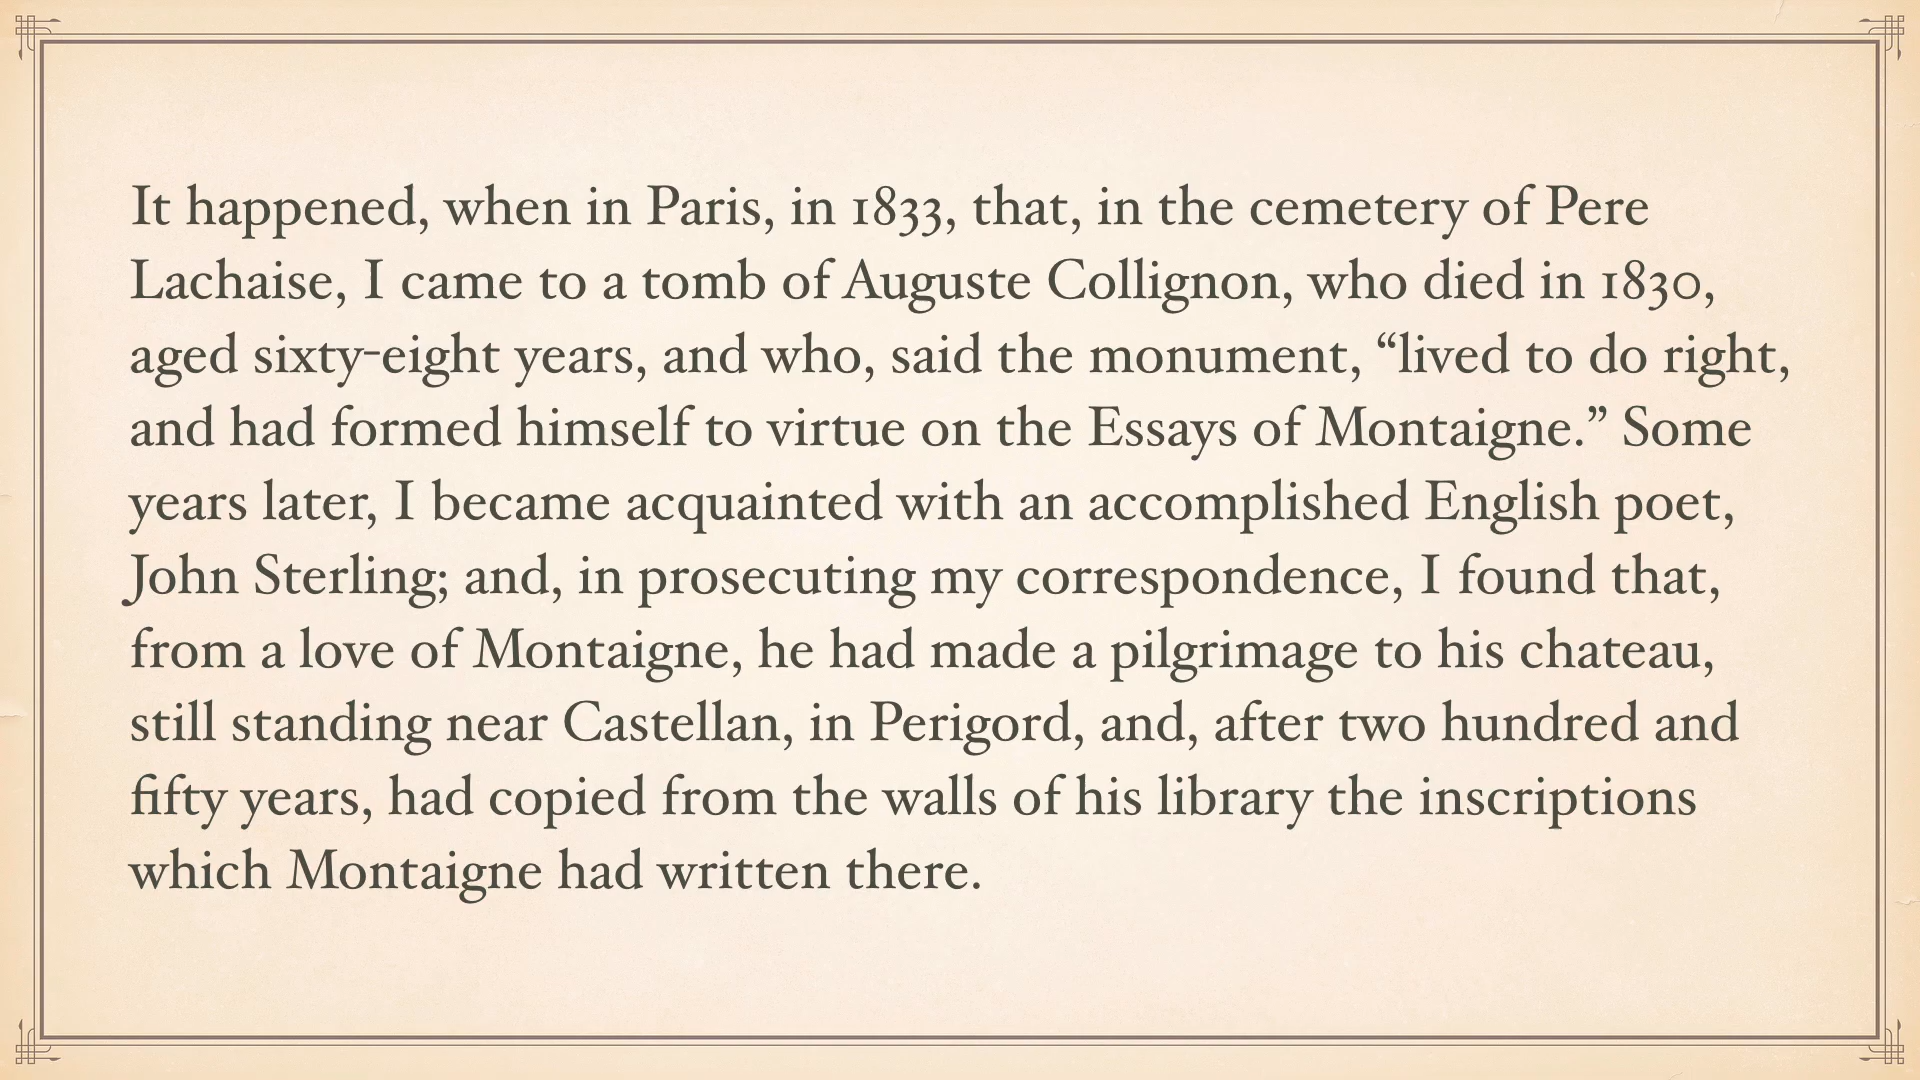 It happened, when in Paris, in 1833, that, in the cemetery of Pere
Lachaise, I came to a tomb of Auguste Collignon, who died in 1830,
aged sixty-eight years, and who, said the monument, “lived to do right,
and had formed himself to virtue on the Essays of Montaigne.” Some
years later, I became acquainted with an accomplished English poet,
John Sterling; and, in prosecuting my correspondence, I found that,
from a love of Montaigne, he had made a pilgrimage to his chateau,
still standing near Castellan, in Perigord, and, after two hundred and
fifty years, had copied from the walls of his library the inscriptions
which Montaigne had written there.